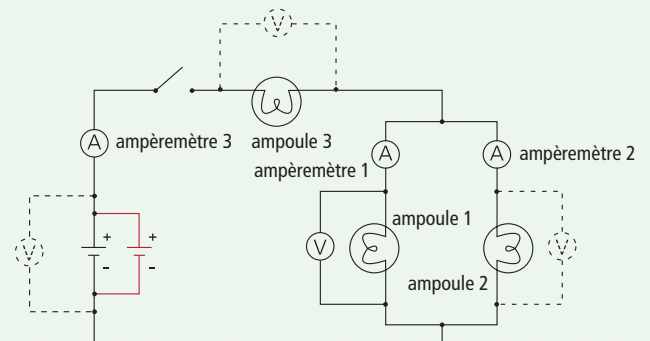 V
A
ampèremètre 3
ampoule 3
ampèremètre 1
A
A
ampèremètre 2
V
+
-
+
-
V
ampoule 1
ampoule 2
V